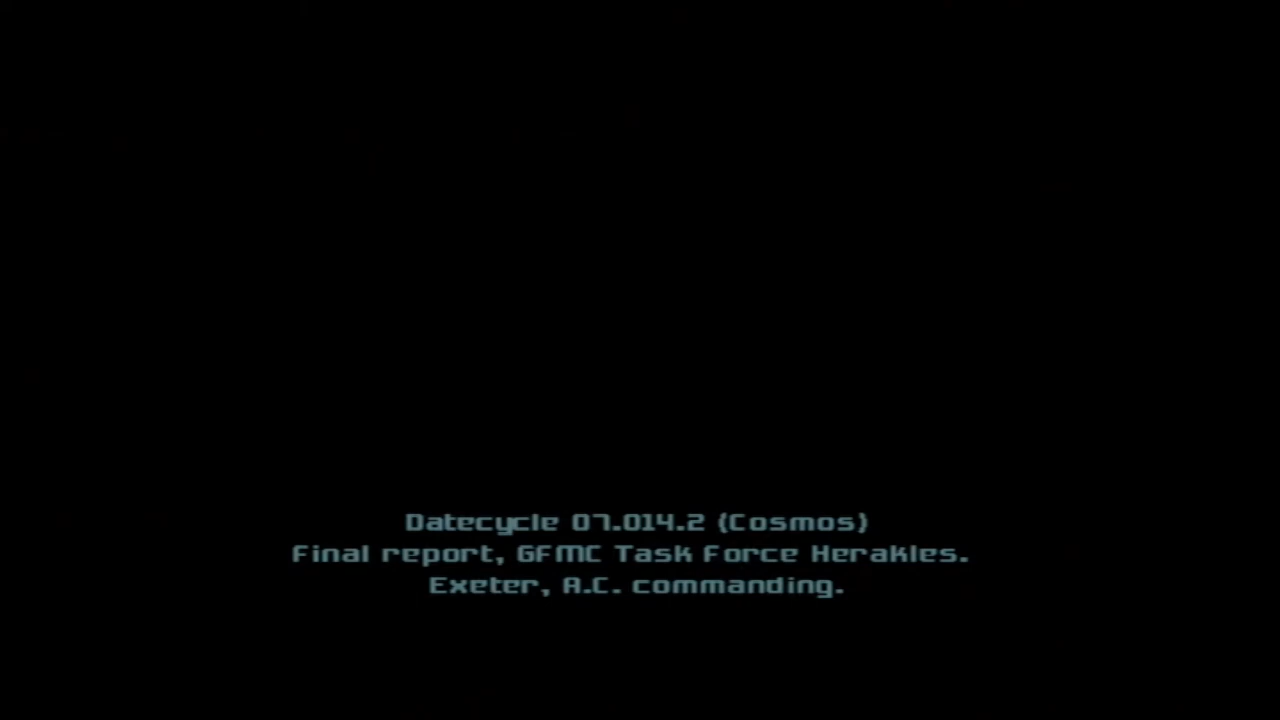 Datecycle 07.014.2 (Cosmos)
Final report, GFMC Task Force Herakles.
Exeter, A.C. commanding.